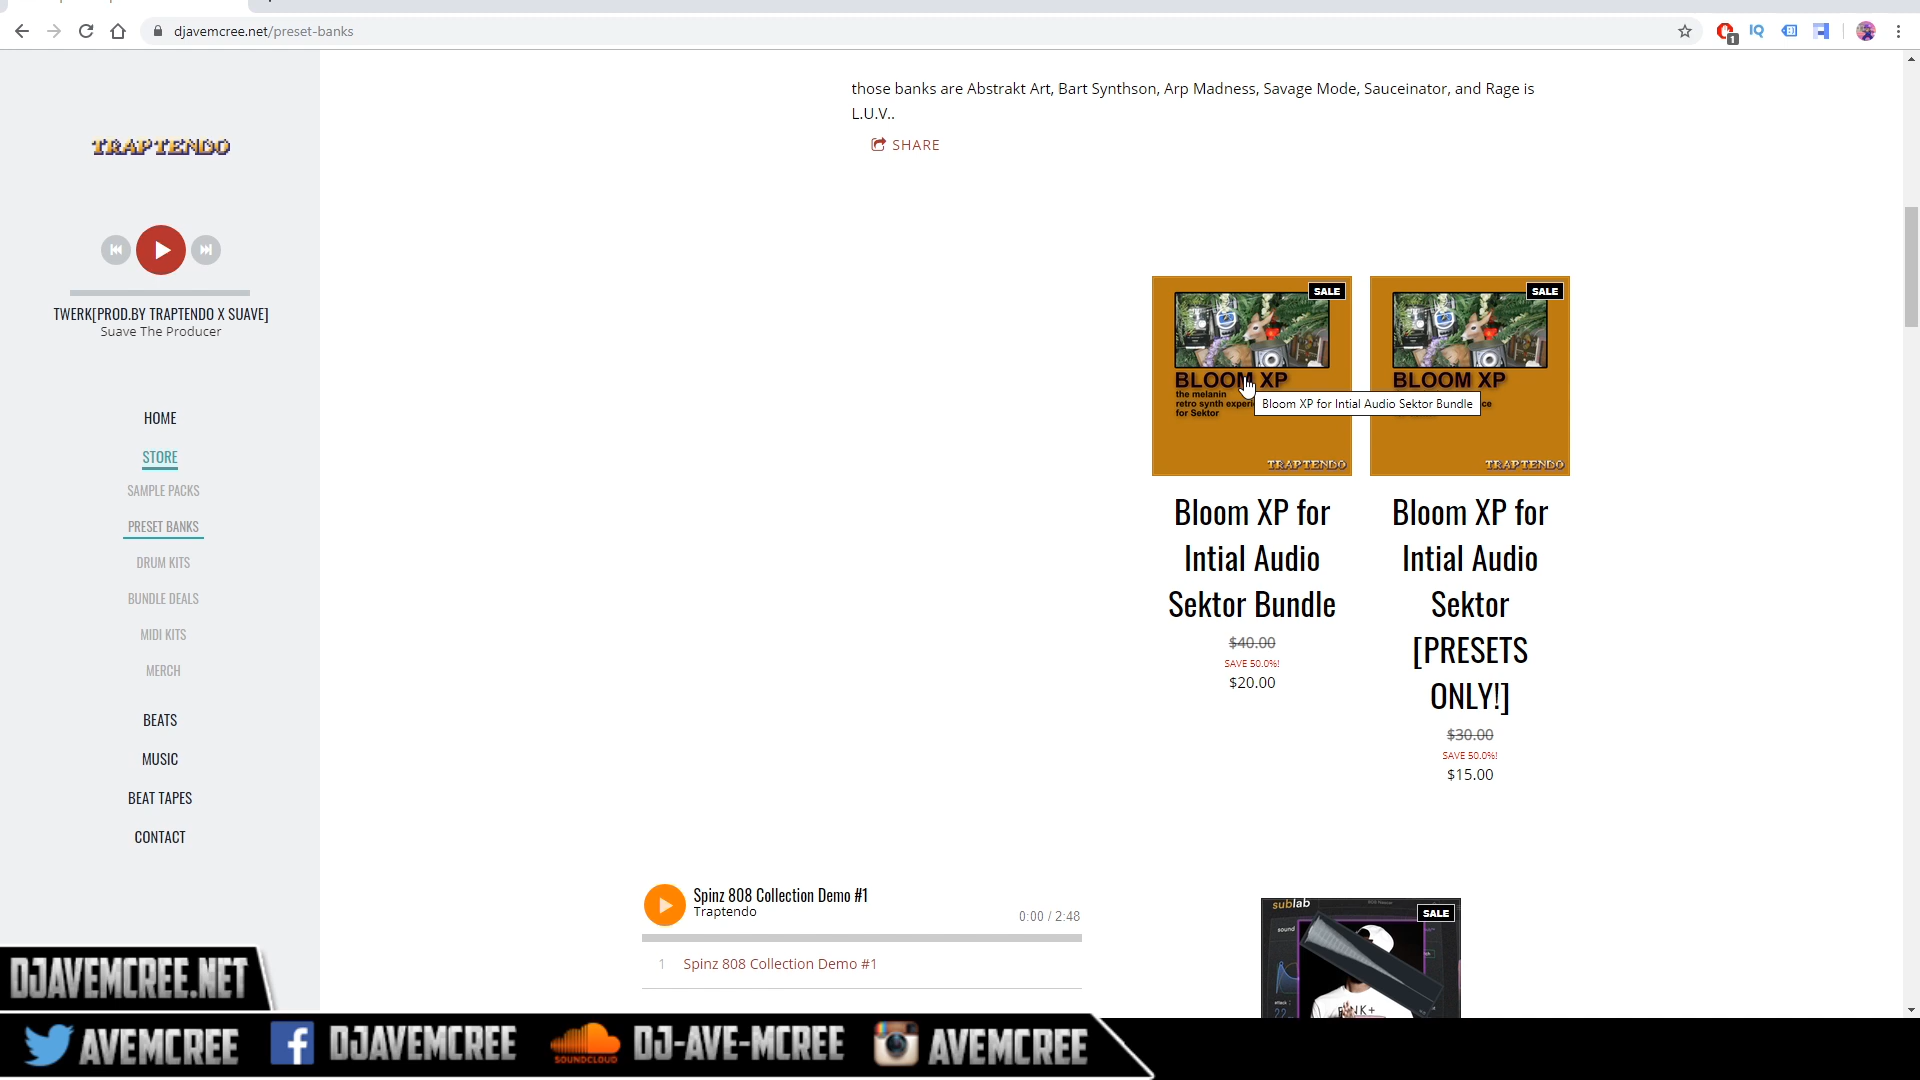 djavemcree.net/preset-banks
1
IQ
those banks are Abstrakt Art, Bart Synthson, Arp Madness, Savage Mode, Sauceinator, and Rage is
L.U.V..
SHARE
TRAPTENDO
TWERK[PROD.BY TRAPTENDO X SUAVE]
Suave The Producer
HOME
STORE
SAMPLE PACKS
PRESET BANKS
DRUM KITS
BUNDLE DEALS
MIDI KITS
MERCH
BEATS
MUSIC
BEAT TAPES
CONTACT
SALE
BLOOM XP
the melanin
retro synth experi
for Sektor
TRAPTENDO
SALE
BLOOM XP
ce
TRAPTENDO
Bloom XP for Intial Audio Sektor Bundle
Bloom XP for
Intial Audio
Sektor Bundle
$40.00
SAVE 50.0%!
$20.00
Bloom XP for
Intial Audio
Sektor
[PRESETS
ONLY!]
$30.00
SAVE 50.0%!
$15.00
Spinz 808 Collection Demo #1
Traptendo
0:00 / 2:48
1 Spinz 808 Collection Demo #1
sublab
SALE
sound
DJAVEMCREE.NET
AVEMCREE
DJAVEMCREE
SOUNDCLOUD
DJ-AVE-MCREE
AVEMCREE